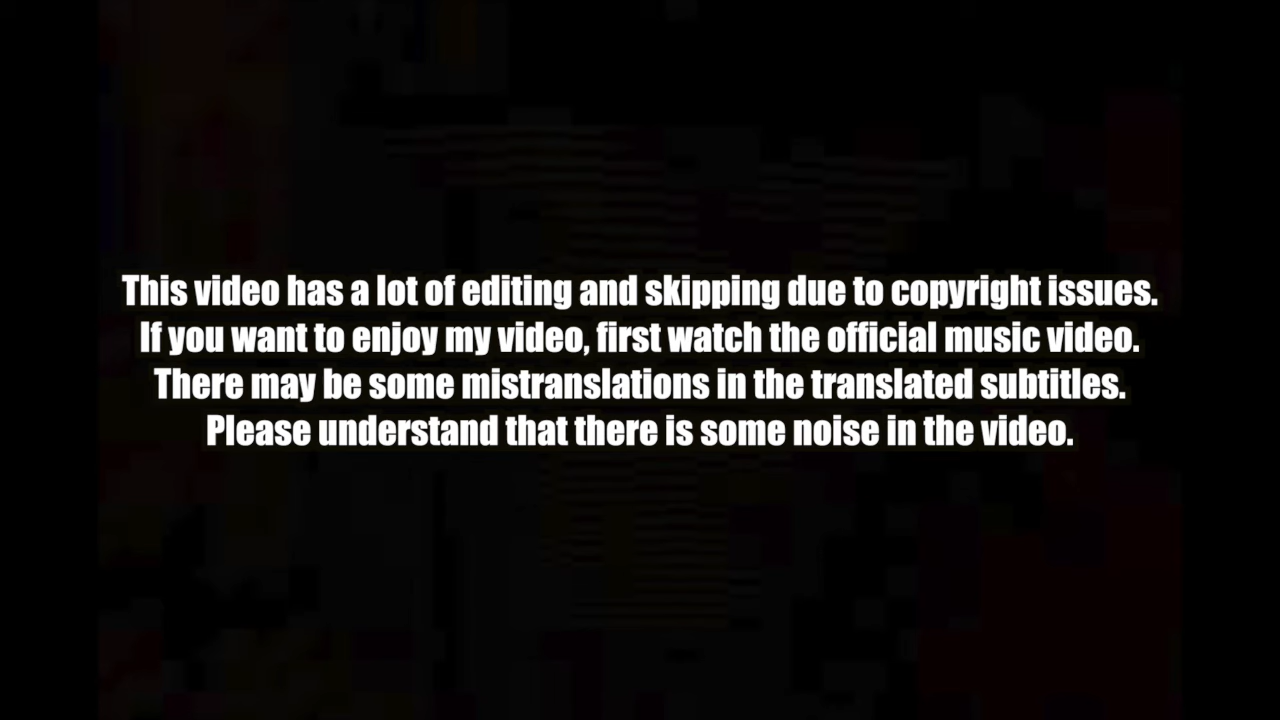 This video has a lot of editing and skipping due to copyright issues.
If you want to enjoy my video, first watch the official music video.
There may be some mistranslations in the translated subtitles.
Please understand that there is some noise in the video.